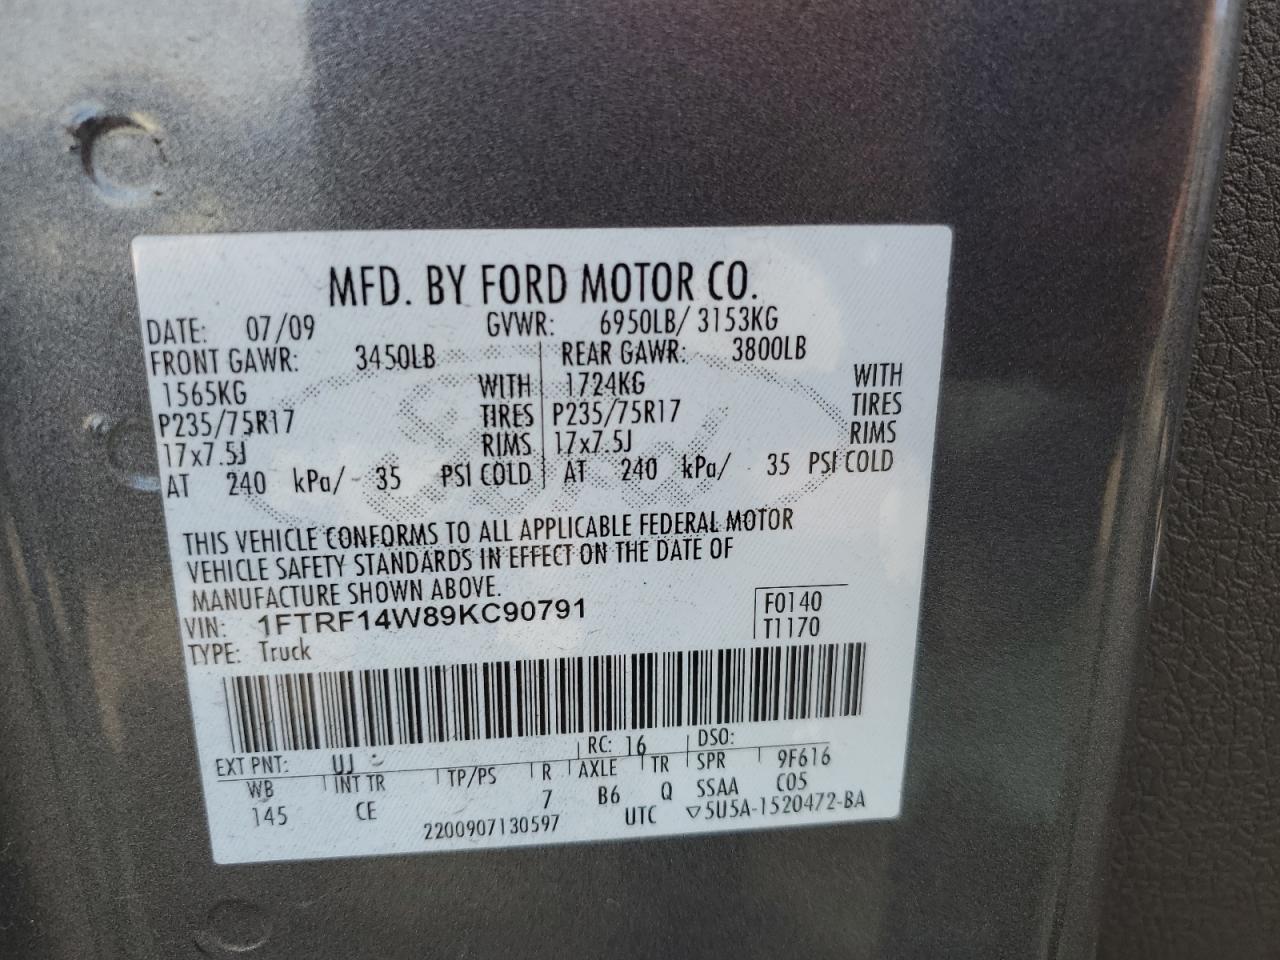 MFD. BY FORD MOTOR CO.
DATE: 07/09 GVWR: 6950LB/ 3153KG
FRONT GAWR: 3450LB REAR GAWR: 3800LB
1565KG WITH 1724KG WITH
P235/75R17 TIRES P235/75R17 TIRES
17x7.5J RIMS 17x7.5J RIMS
AT 240 kPa/ 35 PSI COLD AT 240 kPa/ 35 PSI COLD
THIS VEHICLE CONFORMS TO ALL APPLICABLE FEDERAL MOTOR
VEHICLE SAFETY STANDARDS IN EFFECT ON THE DATE OF
MANUFACTURE SHOWN ABOVE.
VIN: 1FTRF14W89KC90791 F0140
TYPE: Truck T1170
EXT PNT: UJ RC: 16 DSO:
WB INT TR TP/PS R AXLE TR SPR 9F616
145 CE 7 B6 Q SSAA C05
2200907130597 UTC ▽5U5A-1520472-BA